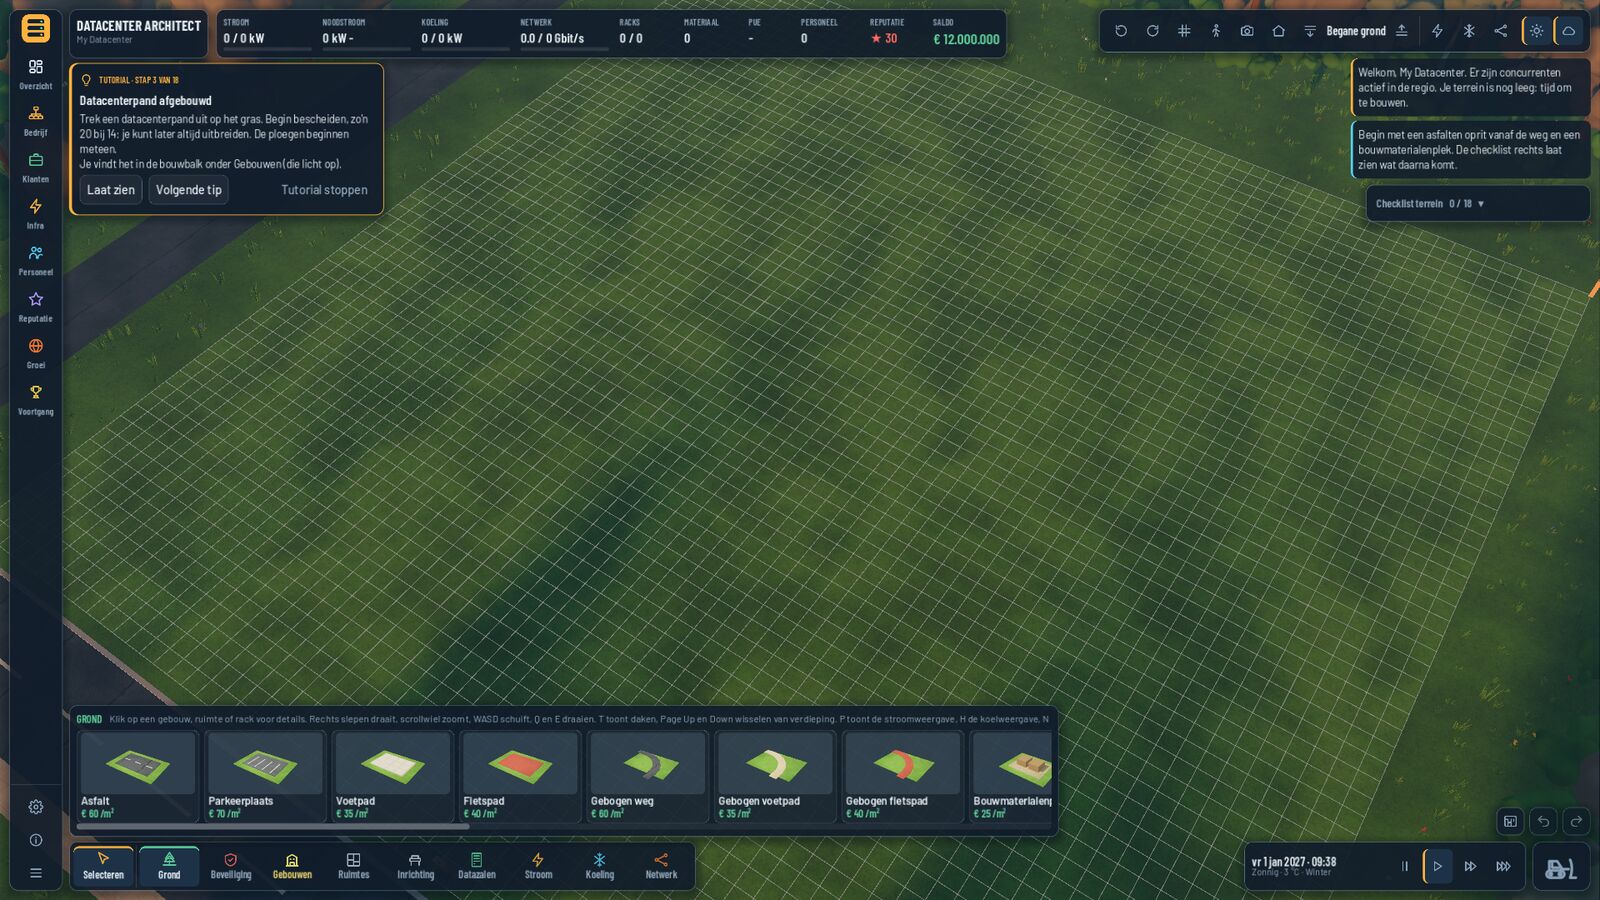 DATACENTER ARCHITECT
My Datacenter
STROOM
0 / 0 kW
NOODSTROOM
0 kW -
KOELING
0 / 0 kW
NETWERK
0.0 / 0 Gbit/s
RACKS
0 / 0
MATERIAAL
0
PUE
-
PERSONEEL
0
REPUTATIE
★ 30
SALDO
€ 12.000.000
Begane grond
Overzicht
Bedrijf
Klanten
Infra
Personeel
Reputatie
Groei
Voortgang
TUTORIAL · STAP 3 VAN 18
Datacenterpand afgebouwd
Trek een datacenterpand uit op het gras. Begin bescheiden, zo'n
20 bij 14: je kunt later altijd uitbreiden. De ploegen beginnen
meteen.
Je vindt het in de bouwbalk onder Gebouwen (die licht op).
Laat zien
Volgende tip
Tutorial stoppen
Welkom, My Datacenter. Er zijn concurrenten
actief in de regio. Je terrein is nog leeg: tijd om
te bouwen.
Begin met een asfalten oprit vanaf de weg en een
bouwmaterialenplek. De checklist rechts laat
zien wat daarna komt.
Checklist terrein 0 / 18 ▾
GROND Klik op een gebouw, ruimte of rack voor details. Rechts slepen draait, scrollwiel zoomt, WASD schuift, Q en E draaien. T toont daken, Page Up en Down wisselen van verdieping. P toont de stroomweergave, H de koelweergave, N
Asfalt
€ 60 /m²
Parkeerplaats
€ 70 /m²
Voetpad
€ 35 /m²
Fietspad
€ 40 /m²
Gebogen weg
€ 60 /m²
Gebogen voetpad
€ 35 /m²
Gebogen fietspad
€ 40 /m²
Bouwmaterialenp
€ 25 /m²
Selecteren
Grond
Beveiliging
Gebouwen
Ruimtes
Inrichting
Datazalen
Stroom
Koeling
Netwerk
vr 1 jan 2027 · 09:38
Zonnig · 3 °C · Winter